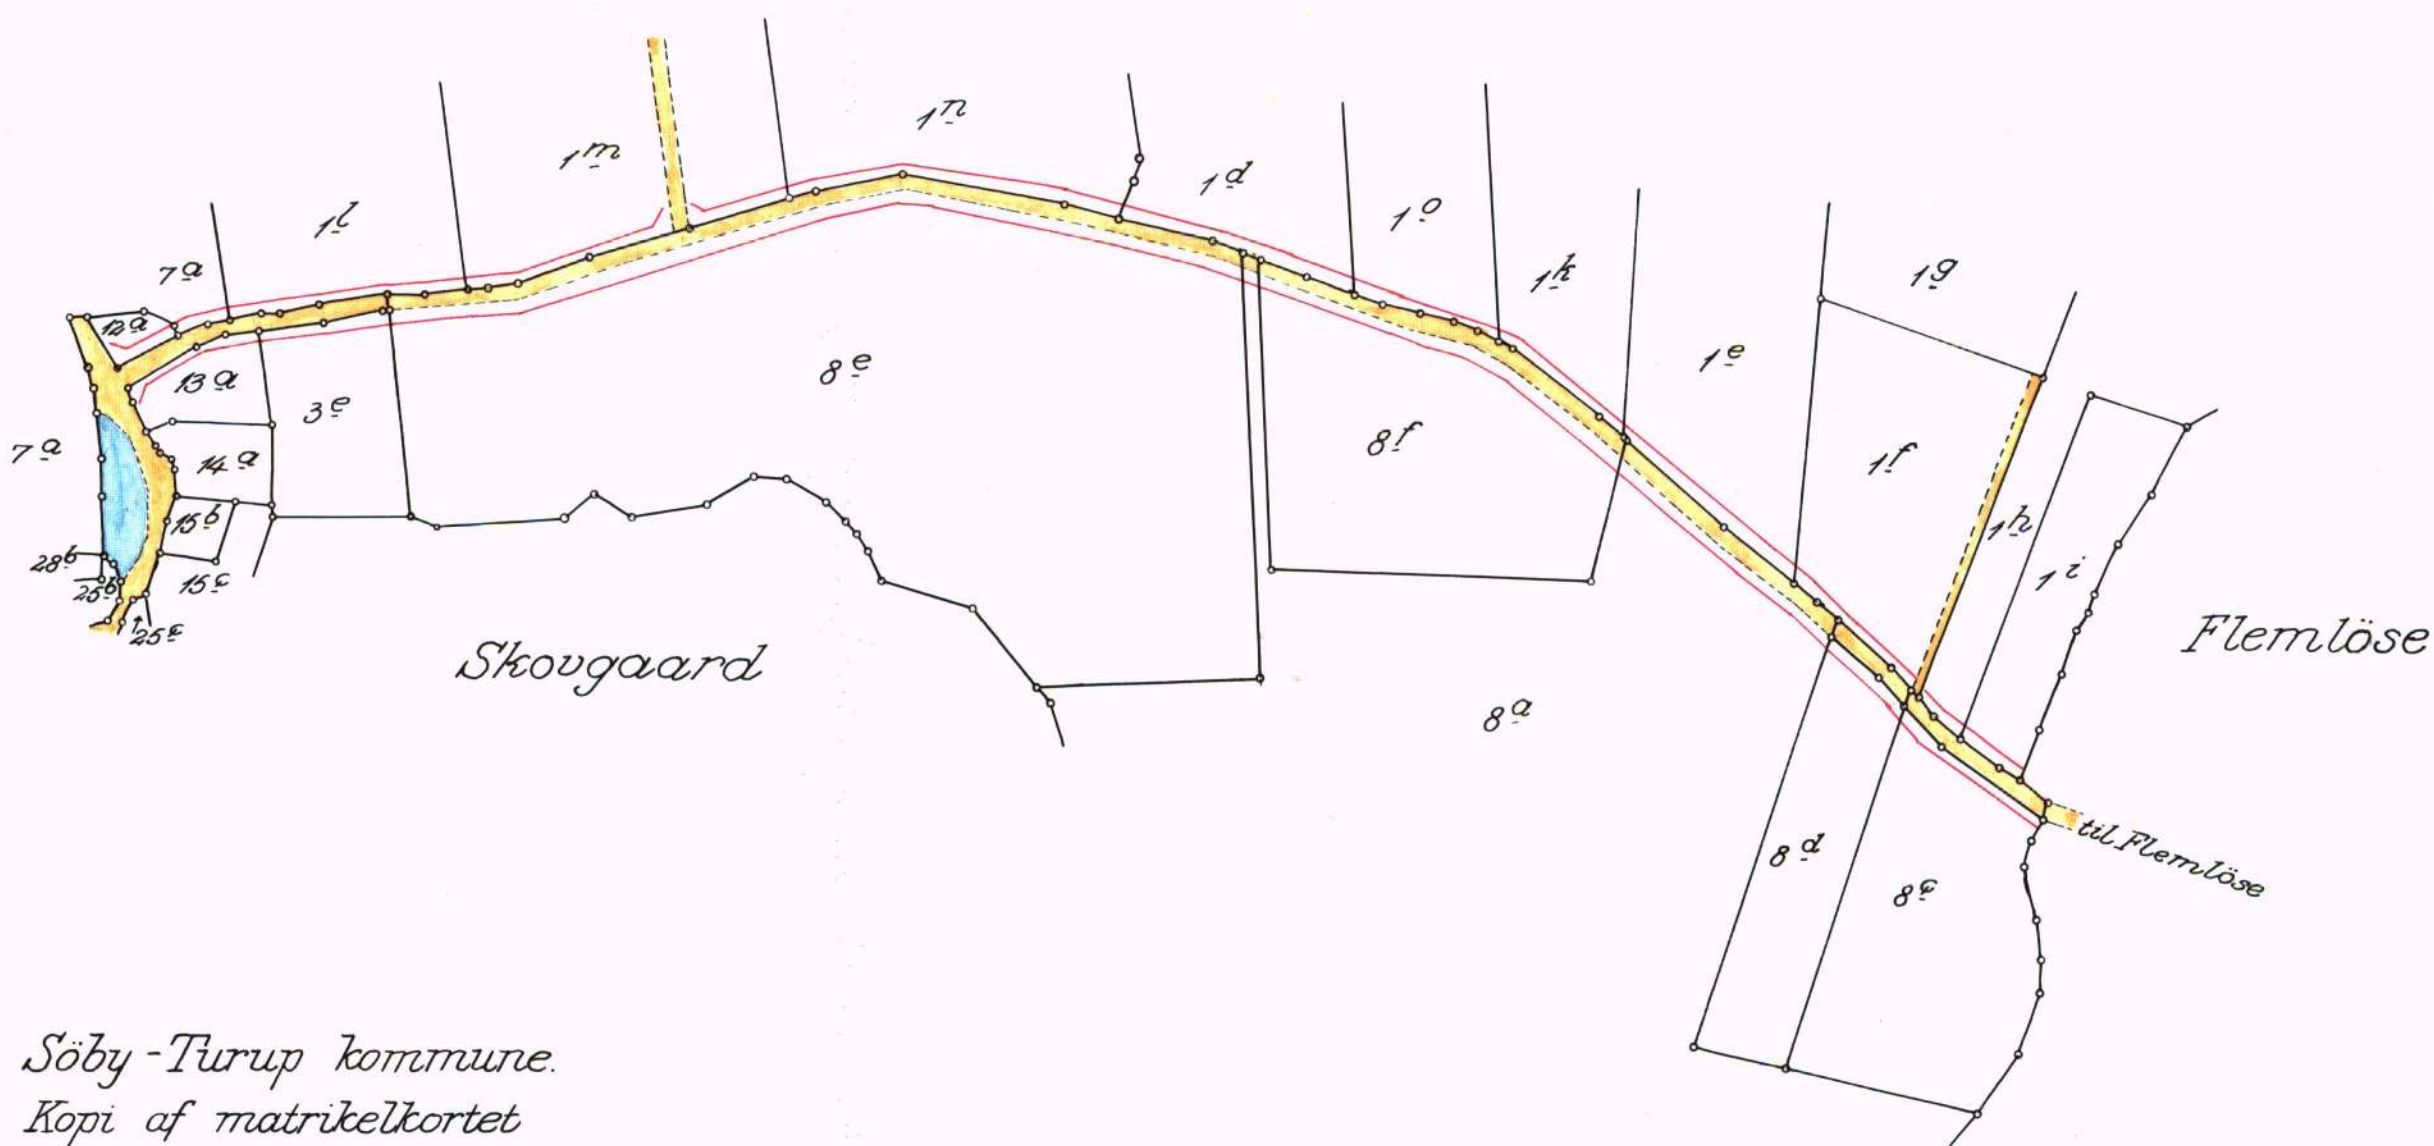 1n
1m
1d
1o
1l
7a
1k
1g
12a
1e
8e
13a
3e
8f
7a
14a
1f
15b
1h
28b
25b
15c
1i
25c
Skovgaard
Flemlöse
8a
til Flemlöse
8d
8c
Söby - Turup kommune.
Kopi af matrikelkortet